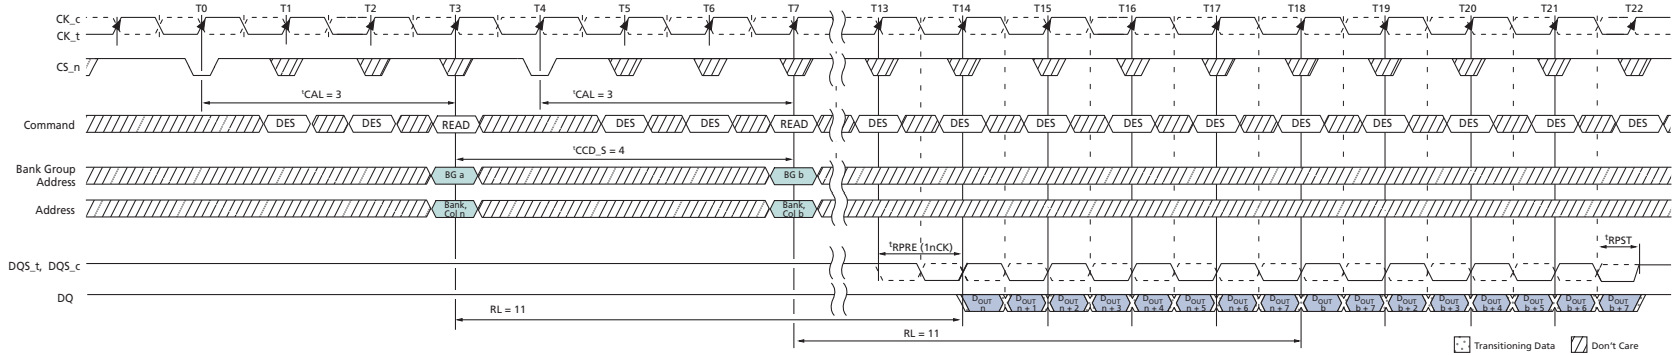 CK_c
CK_t
T0 T1 T2 T3 T4 T5 T6 T7 T13 T14 T15 T16 T17 T18 T19 T20 T21 T22
CS_n
tCAL = 3 tCAL = 3
Command DES DES READ DES DES READ DES DES DES DES DES DES DES DES DES DES
tCCD_S = 4
Bank Group
Address
BG a BG b
Address
Bank,
Col n
Bank,
Col b
tRPRE (1nCK) tRPST
DQS_t, DQS_c
DQ
DOUT
n
DOUT
n + 1
DOUT
n + 2
DOUT
n + 3
DOUT
n + 4
DOUT
n + 5
DOUT
n + 6
DOUT
n + 7
DOUT
b
DOUT
b + 7
DOUT
b + 2
DOUT
b + 3
DOUT
b + 4
DOUT
b + 5
DOUT
b + 6
DOUT
b + 7
RL = 11
RL = 11
Transitioning Data Don't Care